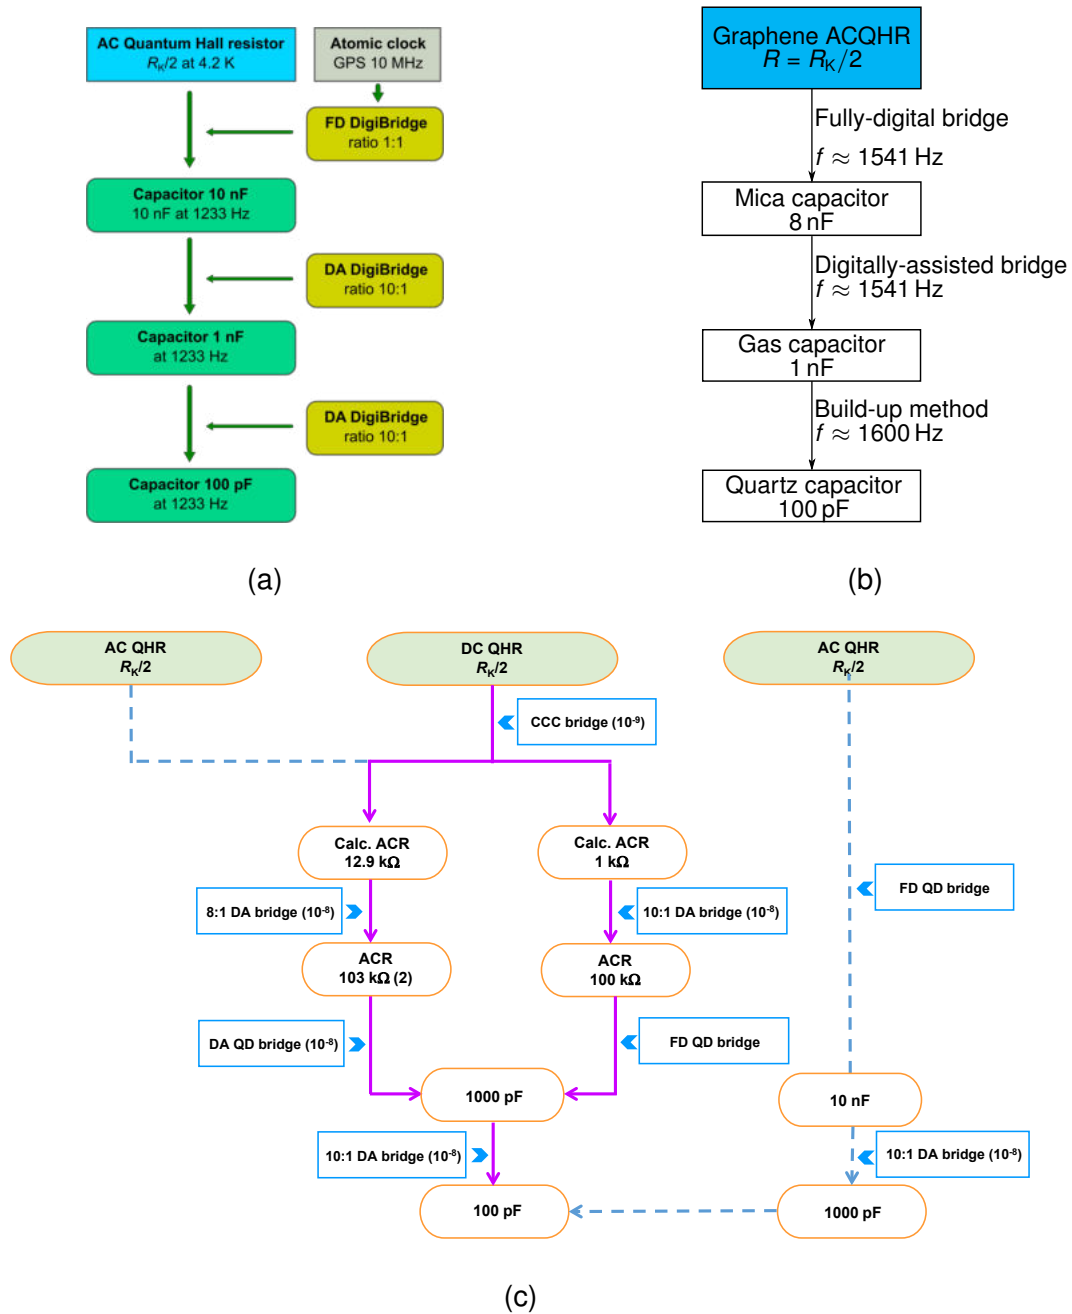 AC Quantum Hall resistor
R_K/2 at 4.2 K
Atomic clock
GPS 10 MHz
FD DigiBridge
ratio 1:1
Capacitor 10 nF
10 nF at 1233 Hz
DA DigiBridge
ratio 10:1
Capacitor 1 nF
at 1233 Hz
DA DigiBridge
ratio 10:1
Capacitor 100 pF
at 1233 Hz
(a)
Graphene ACQHR
R = R_K/2
Fully-digital bridge
f ≈ 1541 Hz
Mica capacitor
8 nF
Digitally-assisted bridge
f ≈ 1541 Hz
Gas capacitor
1 nF
Build-up method
f ≈ 1600 Hz
Quartz capacitor
100 pF
(b)
AC QHR
R_K/2
DC QHR
R_K/2
AC QHR
R_K/2
CCC bridge (10⁻⁹)
Calc. ACR
12.9 kΩ
Calc. ACR
1 kΩ
FD QD bridge
8:1 DA bridge (10⁻⁸)
10:1 DA bridge (10⁻⁸)
ACR
103 kΩ (2)
ACR
100 kΩ
DA QD bridge (10⁻⁸)
FD QD bridge
1000 pF
10 nF
10:1 DA bridge (10⁻⁸)
10:1 DA bridge (10⁻⁸)
100 pF
1000 pF
(c)